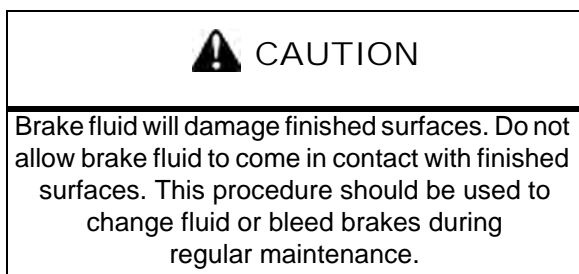 CAUTION
Brake fluid will damage finished surfaces. Do not
allow brake fluid to come in contact with finished
surfaces. This procedure should be used to
change fluid or bleed brakes during
regular maintenance.